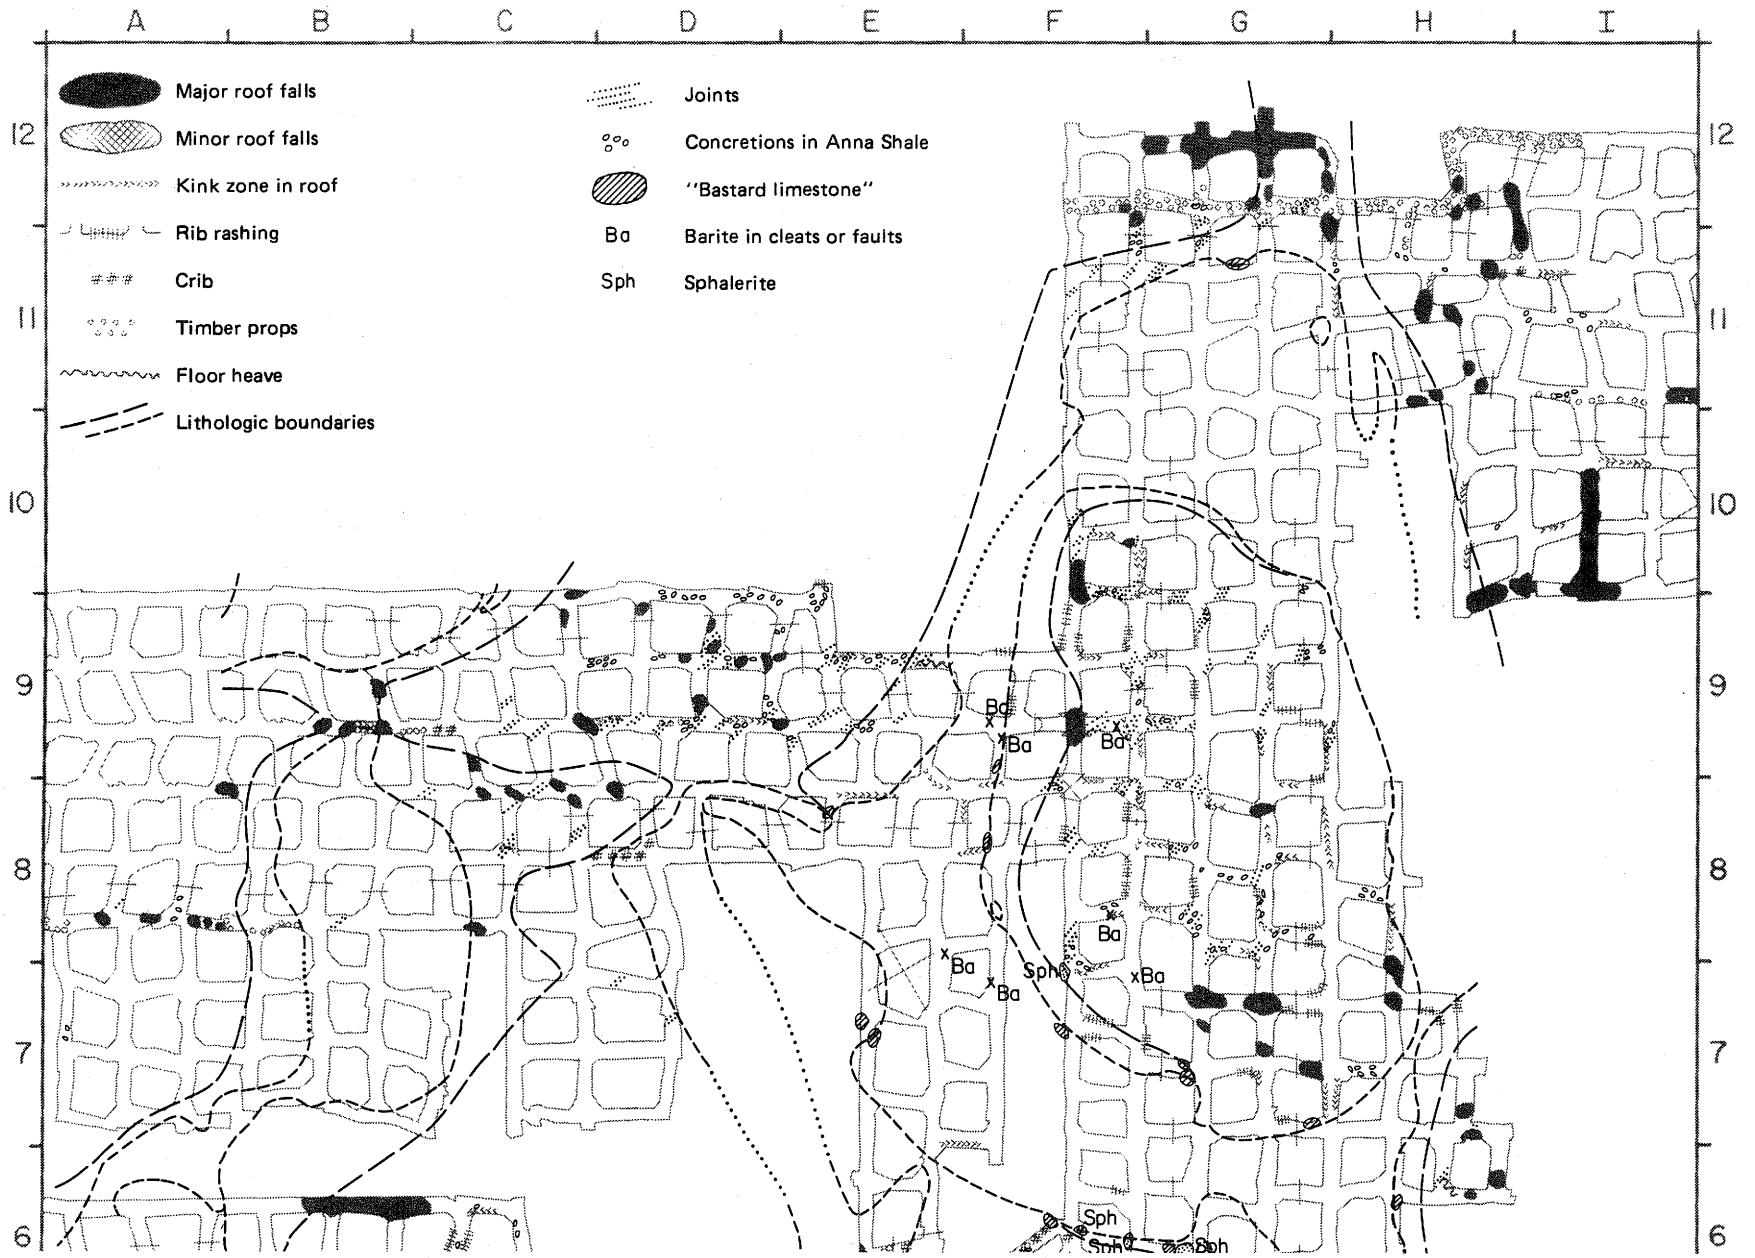 A B C D E F G H I
Major roof falls
Minor roof falls
Kink zone in roof
Rib rashing
Crib
Timber props
Floor heave
Lithologic boundaries
Joints
Concretions in Anna Shale
"Bastard limestone"
Ba Barite in cleats or faults
Sph Sphalerite
12 12
11 11
10 10
9 9
Ba
Ba
Ba
8 8
Ba
Ba
Sph
Ba
Ba
7 7
Sph
6 Sph Sph 6